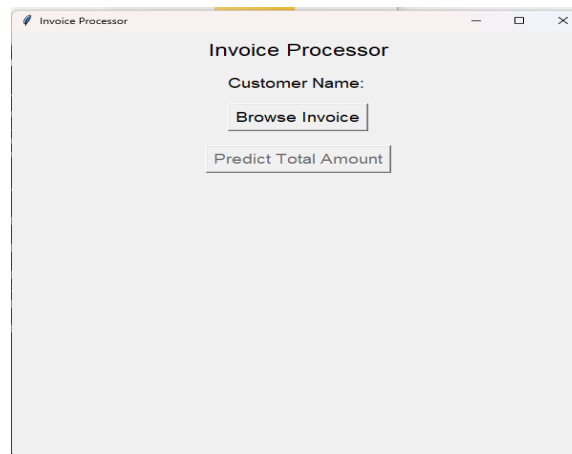 Invoice Processor
Invoice Processor
Customer Name:
Browse Invoice
Predict Total Amount